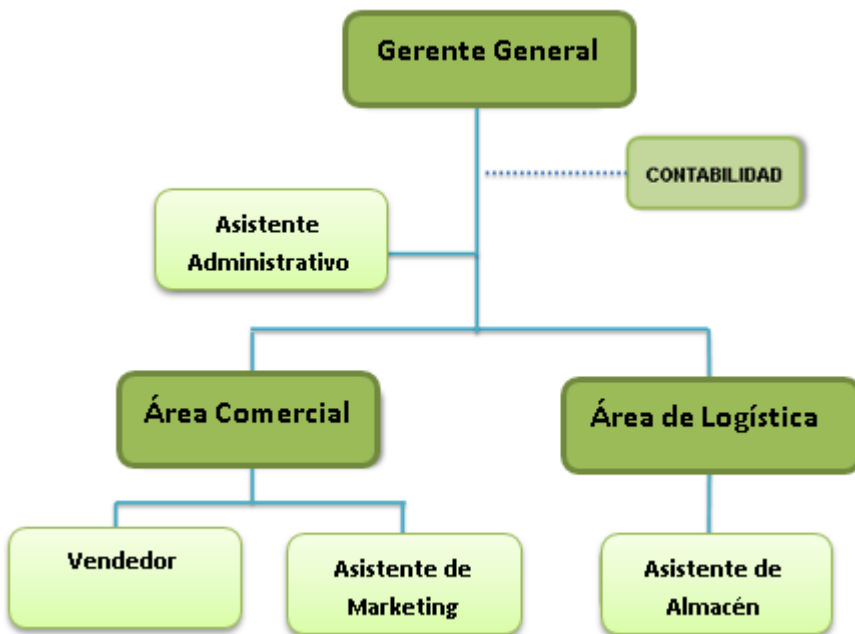 Gerente General
CONTABILIDAD
Asistente
Administrativo
Área Comercial
Área de Logística
Vendedor
Asistente de
Marketing
Asistente de
Almacén